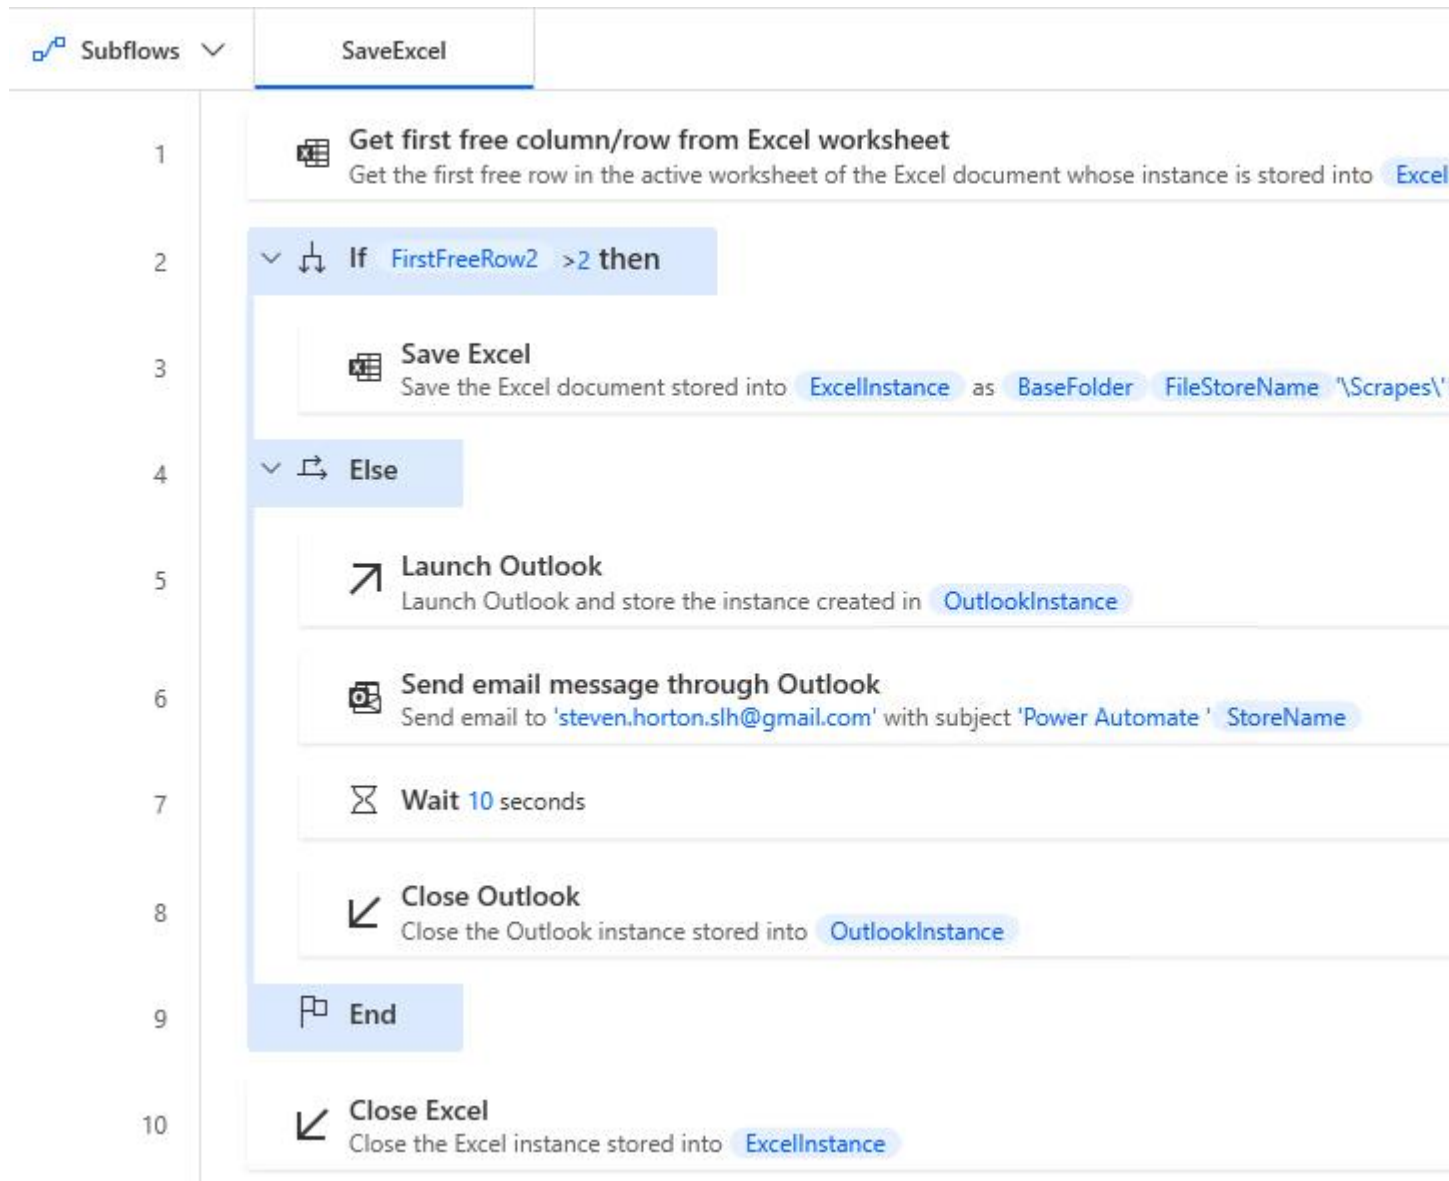 Subflows SaveExcel
1
Get first free column/row from Excel worksheet
Get the first free row in the active worksheet of the Excel document whose instance is stored into Excel
2 If FirstFreeRow2 >2 then
3
Save Excel
Save the Excel document stored into ExcelInstance as BaseFolder FileStoreName '\Scrapes\'
4 Else
5
Launch Outlook
Launch Outlook and store the instance created in OutlookInstance
6
Send email message through Outlook
Send email to 'steven.horton.slh@gmail.com' with subject 'Power Automate ' StoreName
7 Wait 10 seconds
8
Close Outlook
Close the Outlook instance stored into OutlookInstance
9 End
10
Close Excel
Close the Excel instance stored into ExcelInstance